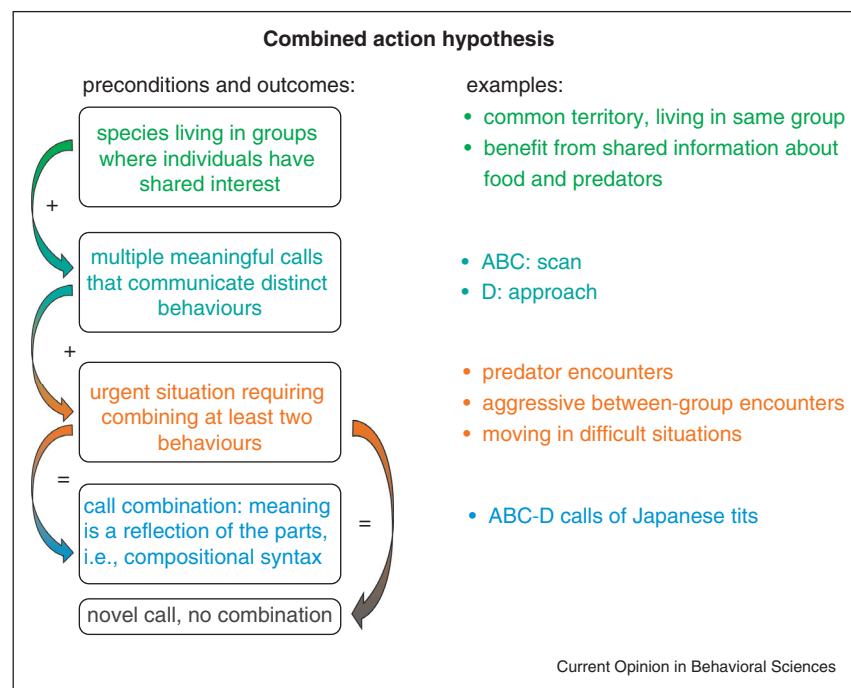 Combined action hypothesis
preconditions and outcomes:
examples:
species living in groups
where individuals have
shared interest
• common territory, living in same group
• benefit from shared information about
food and predators
+
multiple meaningful calls
that communicate distinct
behaviours
• ABC: scan
• D: approach
+
urgent situation requiring
combining at least two
behaviours
• predator encounters
• aggressive between-group encounters
• moving in difficult situations
=
call combination: meaning
is a reflection of the parts,
i.e., compositional syntax
=
• ABC-D calls of Japanese tits
novel call, no combination
Current Opinion in Behavioral Sciences